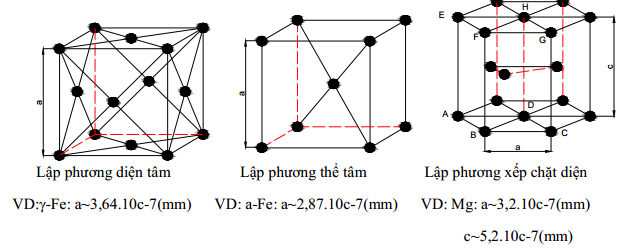 H
E
F
G
a
a
c
A
D
B
C
a
Lập phương diện tâm
Lập phương thể tâm
Lập phương xếp chặt diện
VD:γ-Fe: a~3,64.10c-7(mm)
VD: a-Fe: a~2,87.10c-7(mm)
VD: Mg: a~3,2.10c-7(mm)
c~5,2.10c-7(mm)